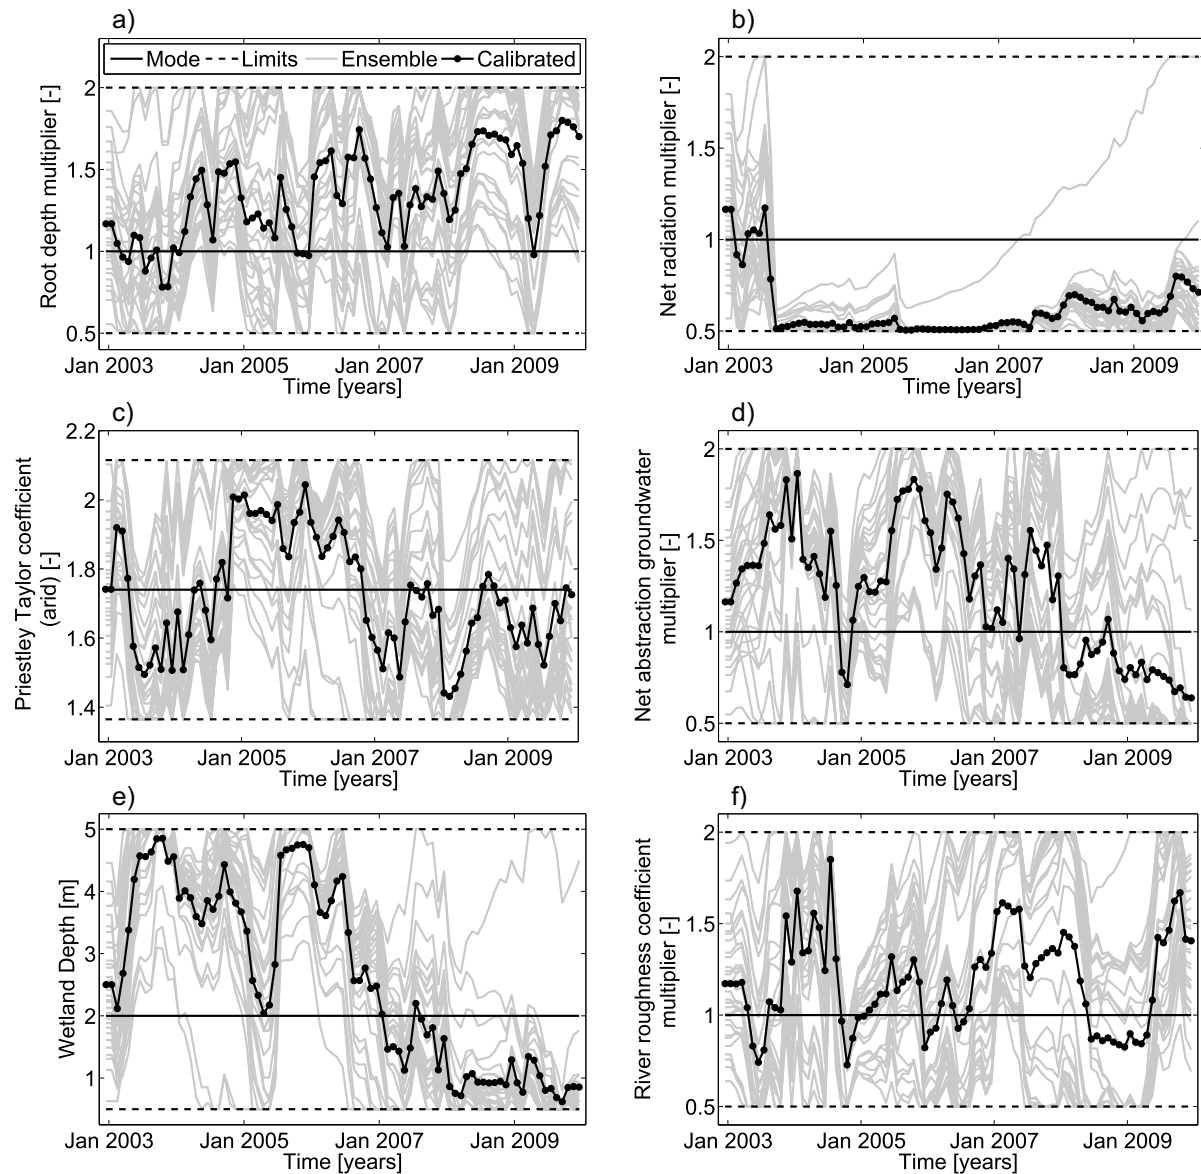 a)
Mode Limits Ensemble Calibrated
Root depth multiplier [-]
2
1.5
1
0.5
Jan 2003 Jan 2005 Jan 2007 Jan 2009
Time [years]
b)
Net radiation multiplier [-]
2
1.5
1
0.5
Jan 2003 Jan 2005 Jan 2007 Jan 2009
Time [years]
c)
Priestley Taylor coefficient
(arid) [-]
2.2
2
1.8
1.6
1.4
Jan 2003 Jan 2005 Jan 2007 Jan 2009
Time [years]
d)
Net abstraction groundwater
multiplier [-]
2
1.5
1
0.5
Jan 2003 Jan 2005 Jan 2007 Jan 2009
Time [years]
e)
Wetland Depth [m]
5
4
3
2
1
Jan 2003 Jan 2005 Jan 2007 Jan 2009
Time [years]
f)
River roughness coefficient
multiplier [-]
2
1.5
1
0.5
Jan 2003 Jan 2005 Jan 2007 Jan 2009
Time [years]